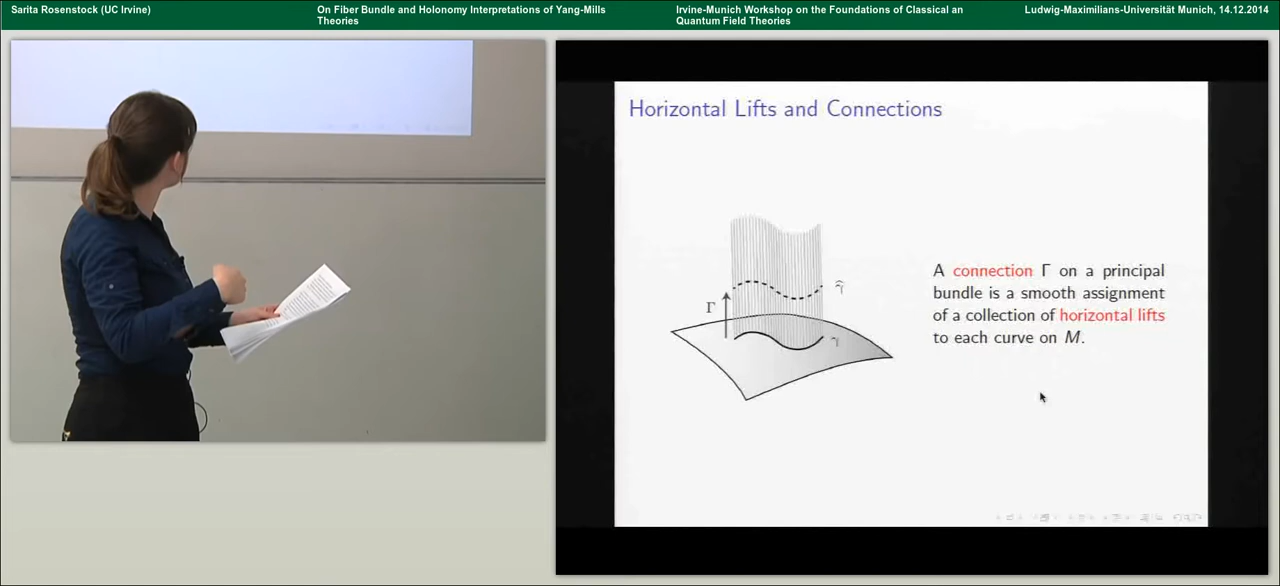 Sarita Rosenstock (UC Irvine)
On Fiber Bundle and Holonomy Interpretations of Yang-Mills
Theories
Irvine-Munich Workshop on the Foundations of Classical an
Quantum Field Theories
Ludwig-Maximilians-Universität Munich, 14.12.2014
Horizontal Lifts and Connections
Γ
γ̃
γ
A connection Γ on a principal
bundle is a smooth assignment
of a collection of horizontal lifts
to each curve on M.